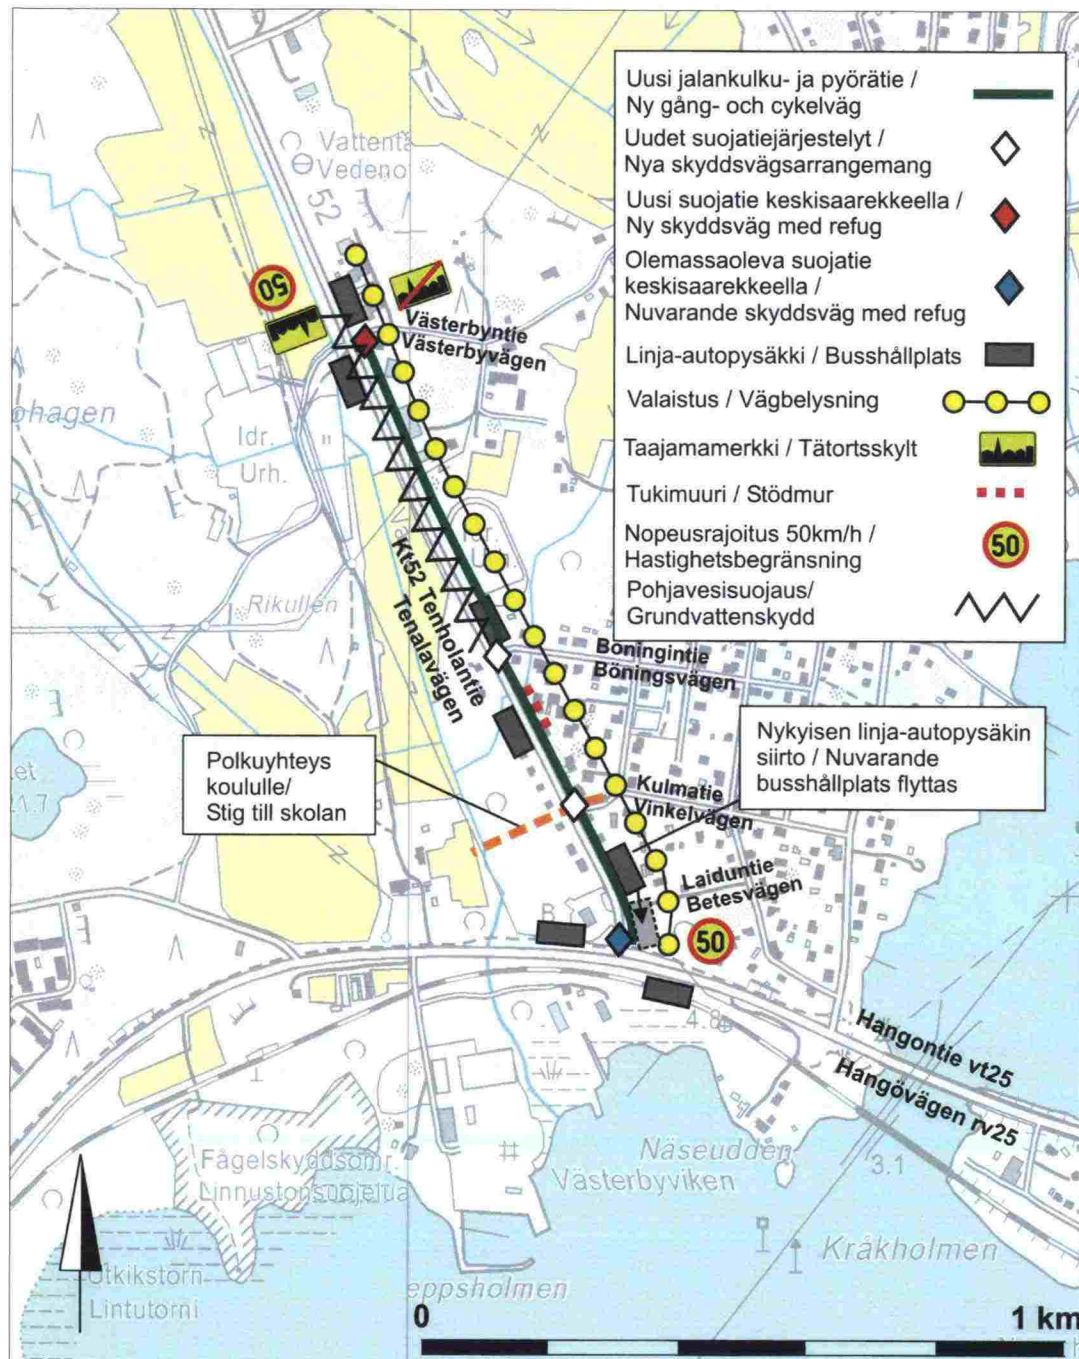 Uusi jalankulku- ja pyörätie /
Ny gång- och cykelväg
Uudet suojatiejärjestelyt /
Nya skyddsvägsarrangemang
Uusi suojatie keskisaarekkeella /
Ny skyddsväg med refug
Olemassaoleva suojatie
keskisaarekkeella /
Nuvarande skyddsväg med refug
Linja-autopysäkki / Busshållplats
Valaistus / Vägbelysning
Taajamamerkki / Tätortsskylt
Tukimuuri / Stödmur
Nopeusrajoitus 50km/h /
Hastighetsbegränsning
50
Pohjavesisuojaus/
Grundvattenskydd
52
50
Västerbyntie
Västerbyvägen
ohagen
Idr.
Urh.
Rikullen
Kt52 Tenholantie
Tenalavägen
Boningintie
Böningsvägen
Polkuyhteys
koululle/
Stig till skolan
Nykyisen linja-autopysäkin
siirto / Nuvarande
busshållplats flyttas
Kulmatie
Vinkelvägen
Laiduntie
Betesvägen
50
4.8
Hangontie vt25
Hangövägen rv25
Fågelskyddsomr.
Linnustonsuojelua
Näseudden
Västerbyviken
3.1
Kråkholmen
Utkikstorn
Lintutorni
eppsholmen
0
1 km